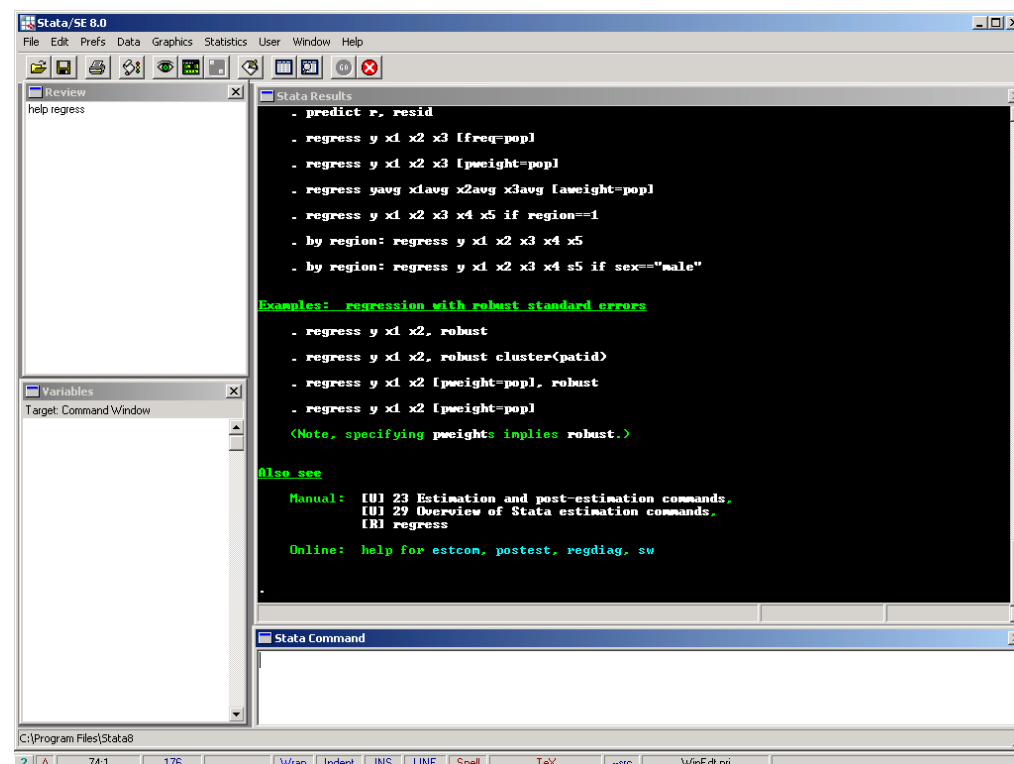 Stata/SE 8.0
File Edit Prefs Data Graphics Statistics User Window Help
GO
Review
help regress
Variables
Target: Command Window
Stata Results
. predict r, resid
. regress y x1 x2 x3 [freq=pop]
. regress y x1 x2 x3 [pweight=pop]
. regress yavg x1avg x2avg x3avg [aweight=pop]
. regress y x1 x2 x3 x4 x5 if region==1
. by region: regress y x1 x2 x3 x4 x5
. by region: regress y x1 x2 x3 x4 s5 if sex=="male"
Examples: regression with robust standard errors
. regress y x1 x2, robust
. regress y x1 x2, robust cluster(patid)
. regress y x1 x2 [pweight=pop], robust
. regress y x1 x2 [pweight=pop]
(Note, specifying pweights implies robust.)
Also see
Manual: [U] 23 Estimation and post-estimation commands,
[U] 29 Overview of Stata estimation commands,
[R] regress
Online: help for estcom, postest, regdiag, sw
.
Stata Command
C:\Program Files\Stata8
2 A 74:1 176 Wrap Indent INS LINE Spell TeX --src WinEdt.prj